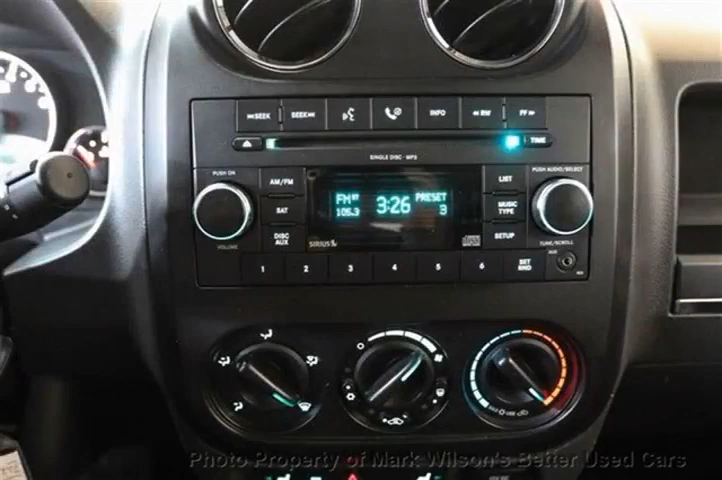 SEEK
SEEK
INFO
RW
FF
TIME
SINGLE DISC · MP3
PUSH ON
VOLUME
AM/FM
SAT
DISC AUX
FM
105.3
3:26
PRESET
3
SIRIUS
LIST
MUSIC TYPE
SETUP
PUSH AUDIO/SELECT
TUNE/SCROLL
1 2 3 4 5 6
SET RND
AUX
Photo Property of Mark Wilson's Better Used Cars